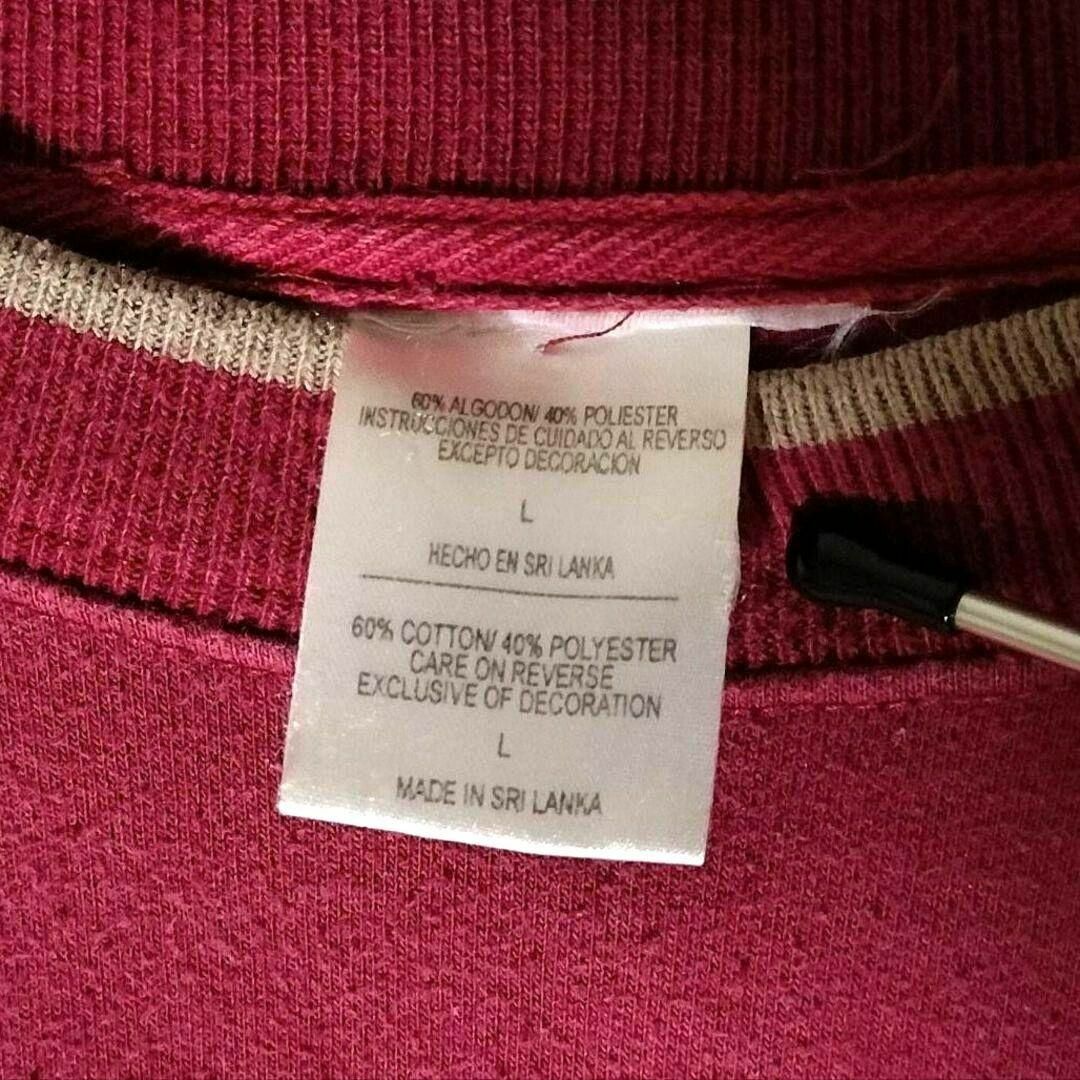 60% ALGODON/ 40% POLIESTER
INSTRUCCIONES DE CUIDADO AL REVERSO
EXCEPTO DECORACION
L
HECHO EN SRI LANKA
60% COTTON/ 40% POLYESTER
CARE ON REVERSE
EXCLUSIVE OF DECORATION
L
MADE IN SRI LANKA